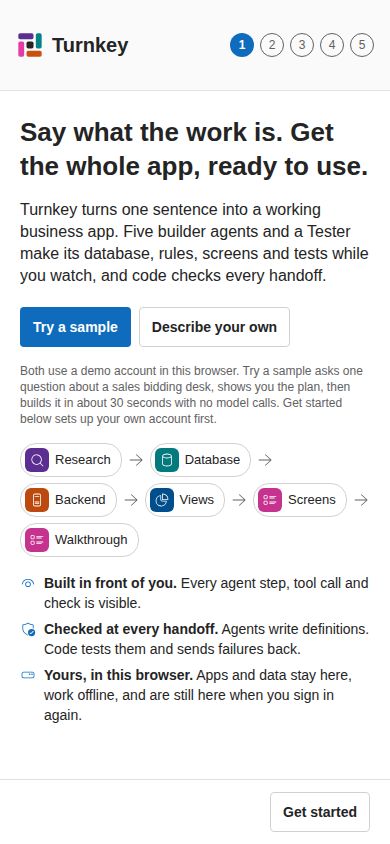 Turnkey
1 2 3 4 5
Say what the work is. Get
the whole app, ready to use.
Turnkey turns one sentence into a working
business app. Five builder agents and a Tester
make its database, rules, screens and tests while
you watch, and code checks every handoff.
Try a sample
Describe your own
Both use a demo account in this browser. Try a sample asks one
question about a sales bidding desk, shows you the plan, then
builds it in about 30 seconds with no model calls. Get started
below sets up your own account first.
Research
Database
Backend
Views
Screens
Walkthrough
Built in front of you. Every agent step, tool call and
check is visible.
Checked at every handoff. Agents write definitions.
Code tests them and sends failures back.
Yours, in this browser. Apps and data stay here,
work offline, and are still here when you sign in
again.
Get started